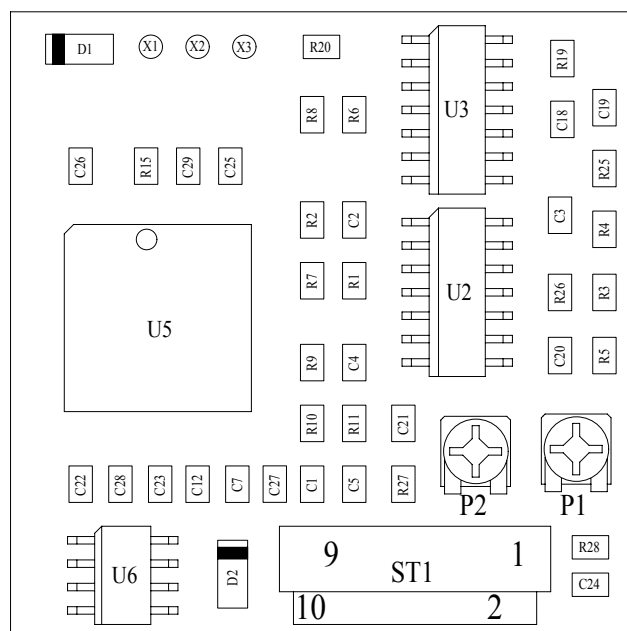 D1 X1 X2 X3 R20
R19
C19
C18
R8 R6
U3
C26 R15 C29 C25
R25
R2 C2
C3
R4
R7 R1
U2
R26 R3
U5
R9 C4
C20 R5
R10 R11 C21
C22 C28 C23 C12 C7 C27 C1 C5 R27
P2 P1
U6
D2
9 1
ST1
10 2
R28
C24